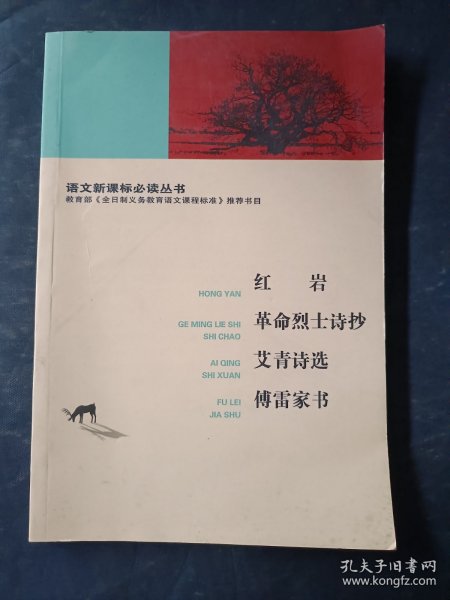 语文新课标必读丛书
教育部《全日制义务教育语文课程标准》推荐书目
HONG YAN
红 岩
GE MING LIE SHI
SHI CHAO
革命烈士诗抄
AI QING
SHI XUAN
艾青诗选
FU LEI
JIA SHU
傅雷家书
孔夫子旧书网
www.kongfz.com